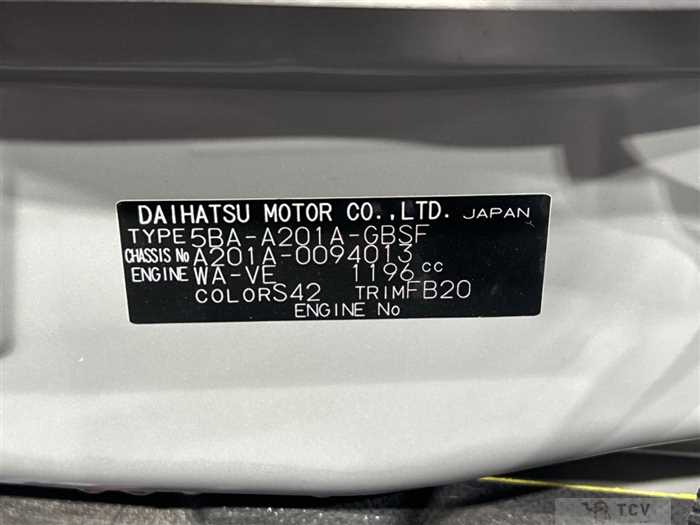 DAIHATSU MOTOR CO.,LTD. JAPAN
TYPE 5BA-A201A-GBSF
CHASSIS No A201A-0094013
ENGINE WA-VE 1196 cc
COLOR S42 TRIM FB20
ENGINE No
TCV